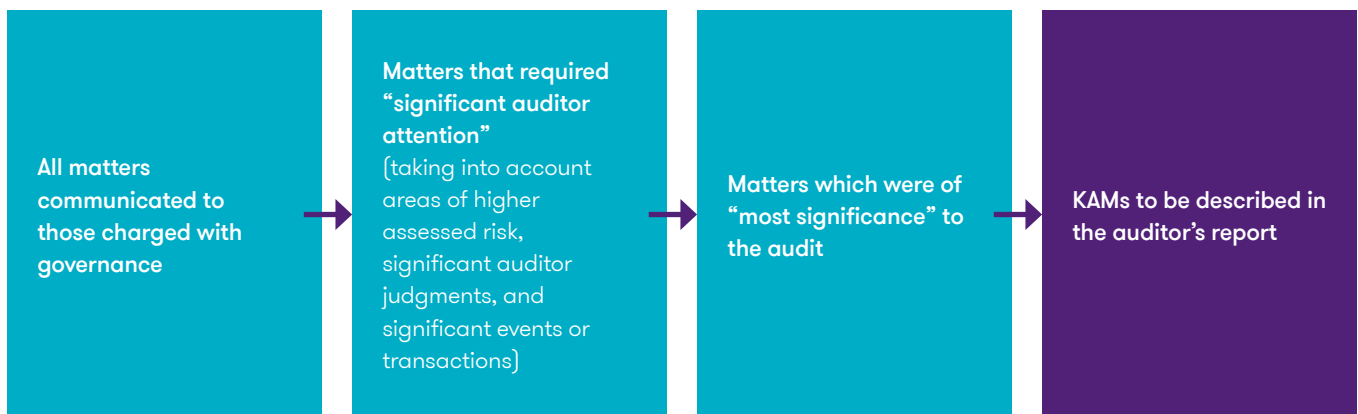 All matters
communicated to
those charged with
governance
Matters that required
“significant auditor
attention”
(taking into account
areas of higher
assessed risk,
significant auditor
judgments, and
significant events or
transactions)
Matters which were of
“most significance” to
the audit
KAMs to be described in
the auditor’s report